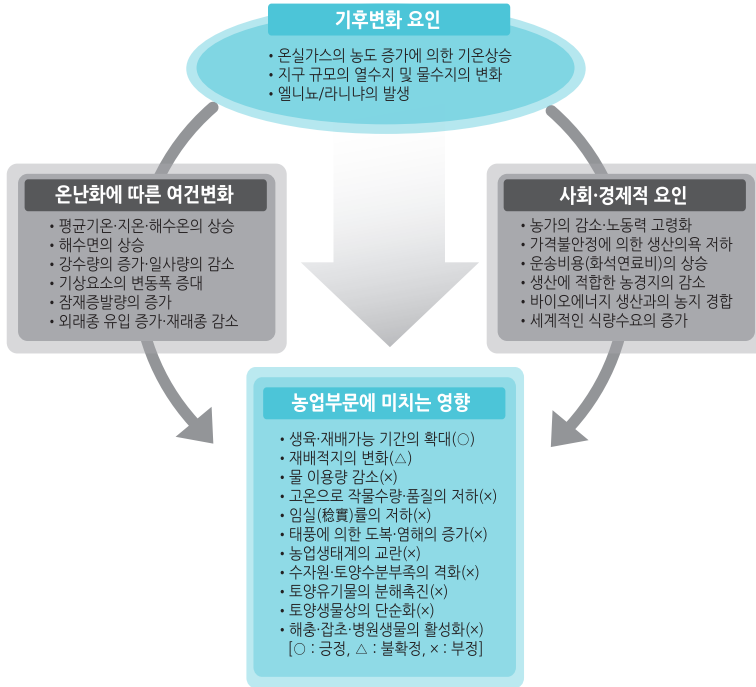 기후변화 요인
• 온실가스의 농도 증가에 의한 기온상승
• 지구 규모의 열수지 및 물수지의 변화
• 엘니뇨/라니냐의 발생
온난화에 따른 여건변화
• 평균기온·지온·해수온의 상승
• 해수면의 상승
• 강수량의 증가·일사량의 감소
• 기상요소의 변동폭 증대
• 잠재증발량의 증가
• 외래종 유입 증가·재래종 감소
사회·경제적 요인
• 농가의 감소·노동력 고령화
• 가격불안정에 의한 생산의욕 저하
• 운송비용(화석연료비)의 상승
• 생산에 적합한 농경지의 감소
• 바이오에너지 생산과의 농지 경합
• 세계적인 식량수요의 증가
농업부문에 미치는 영향
• 생육·재배가능 기간의 확대(○)
• 재배적지의 변화(△)
• 물 이용량 감소(×)
• 고온으로 작물수량·품질의 저하(×)
• 임실(稔實)률의 저하(×)
• 태풍에 의한 도복·염해의 증가(×)
• 농업생태계의 교란(×)
• 수자원·토양수분부족의 격화(×)
• 토양유기물의 분해촉진(×)
• 토양생물상의 단순화(×)
• 해충·잡초·병원생물의 활성화(×)
[○ : 긍정, △ : 불확정, × : 부정]